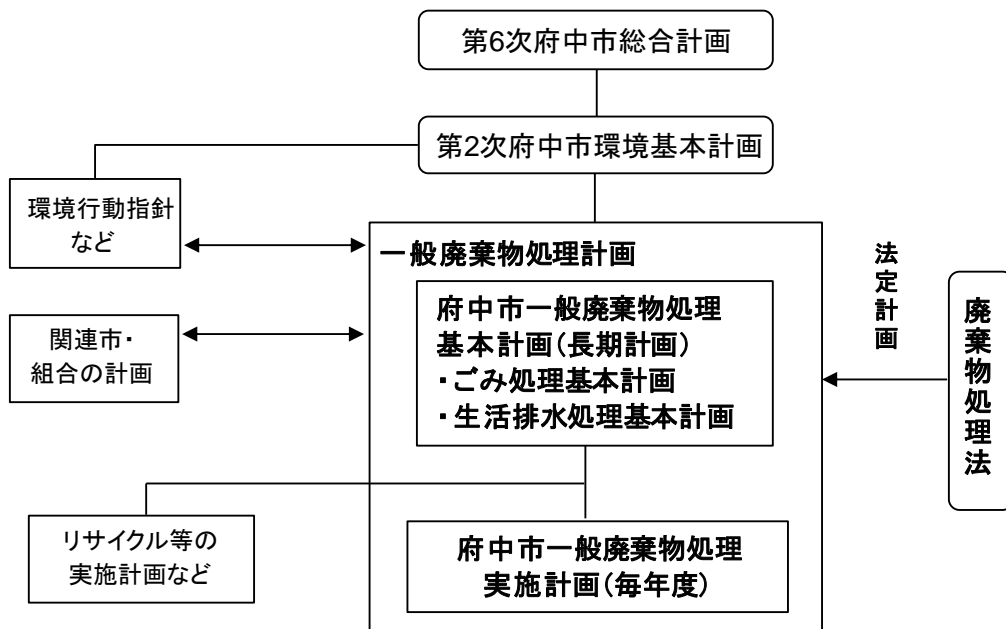 第6次府中市総合計画
第2次府中市環境基本計画
環境行動指針
など
一般廃棄物処理計画
府中市一般廃棄物処理
基本計画(長期計画)
・ごみ処理基本計画
・生活排水処理基本計画
法定計画
廃棄物処理法
関連市・
組合の計画
リサイクル等の
実施計画など
府中市一般廃棄物処理
実施計画(毎年度)